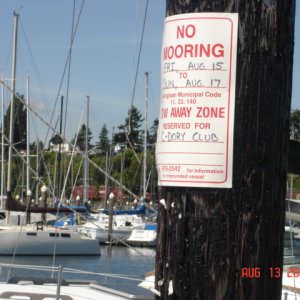 NO
MOORING
FRI, AUG. 15
TO
SUN, AUG. 17
Municipal Code
11.33.140
AWAY ZONE
RESERVED FOR
C-DORY CLUB
-2542 for information
impounded vessel
AUG 13